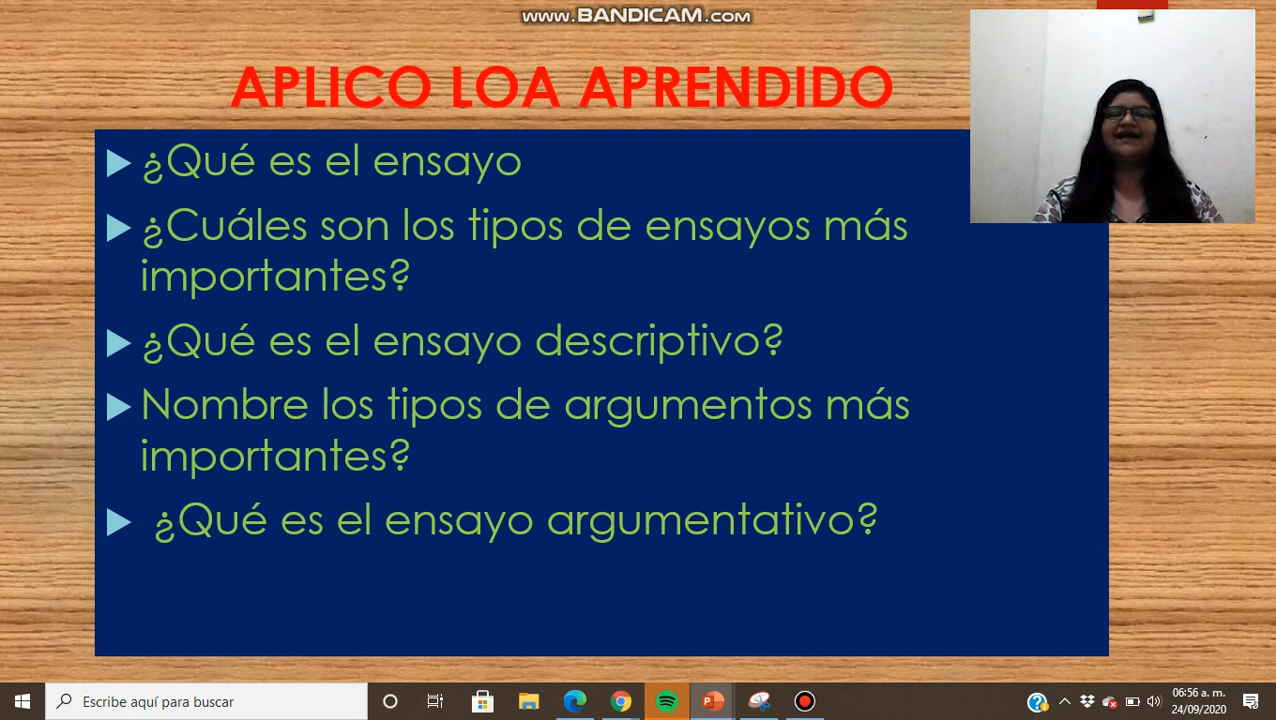 www.BANDICAM.com
APLICO LOA APRENDIDO
¿Qué es el ensayo
¿Cuáles son los tipos de ensayos más
importantes?
¿Qué es el ensayo descriptivo?
Nombre los tipos de argumentos más
importantes?
¿Qué es el ensayo argumentativo?
Escribe aquí para buscar
06:56 a. m.
24/09/2020